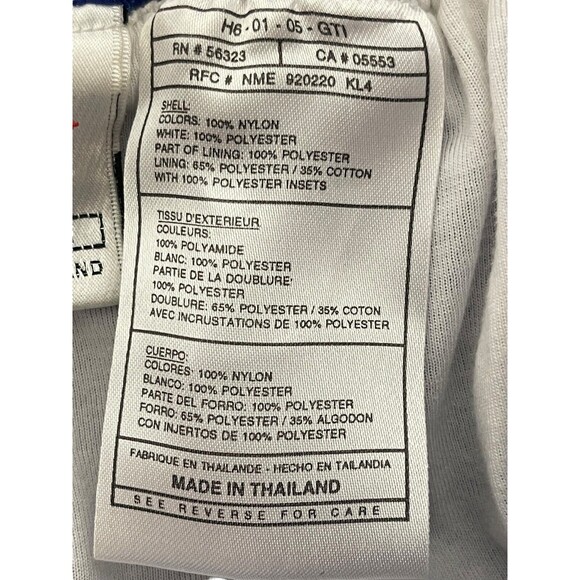 H6 - 01 - 05 - GTI
RN # 56323 CA # 05553
RFC # NME 920220 KL4
SHELL:
COLORS: 100% NYLON
WHITE: 100% POLYESTER
PART OF LINING: 100% POLYESTER
LINING: 65% POLYESTER / 35% COTTON
WITH 100% POLYESTER INSETS
TISSU D'EXTERIEUR
COULEURS:
100% POLYAMIDE
BLANC: 100% POLYESTER
PARTIE DE LA DOUBLURE:
100% POLYESTER
DOUBLURE: 65% POLYESTER / 35% COTON
AVEC INCRUSTATIONS DE 100% POLYESTER
CUERPO:
COLORES: 100% NYLON
BLANCO: 100% POLYESTER
PARTE DEL FORRO: 100% POLYESTER
FORRO: 65% POLYESTER / 35% ALGODON
CON INJERTOS DE 100% POLYESTER
FABRIQUE EN THAILANDE - HECHO EN TAILANDIA
MADE IN THAILAND
SEE REVERSE FOR CARE